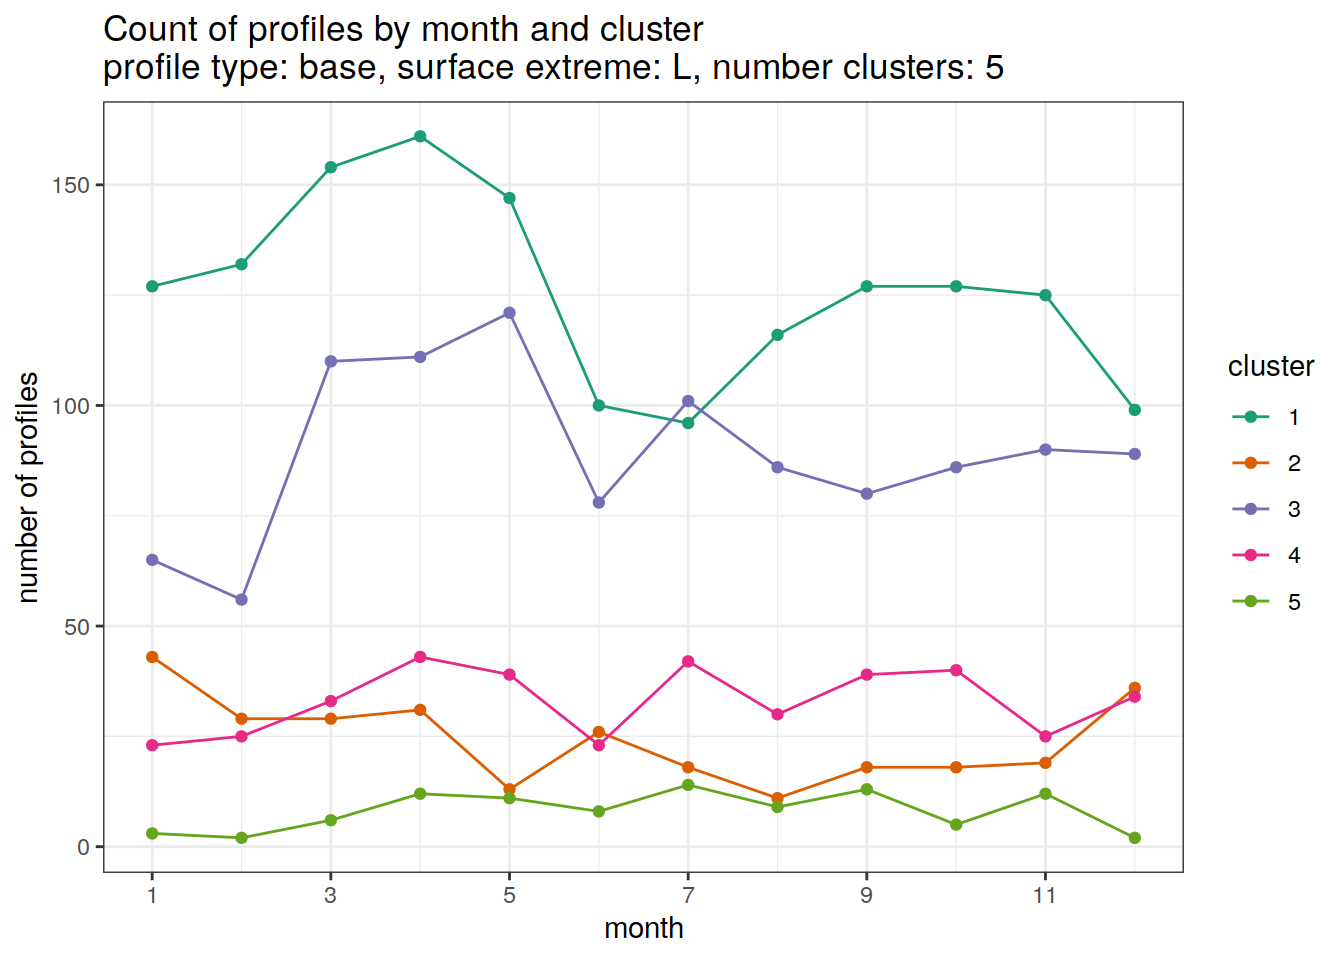 Count of profiles by month and cluster
profile type: base, surface extreme: L, number clusters: 5
150
100
50
0
number of profiles
1 3 5 7 9 11
month
cluster
1
2
3
4
5